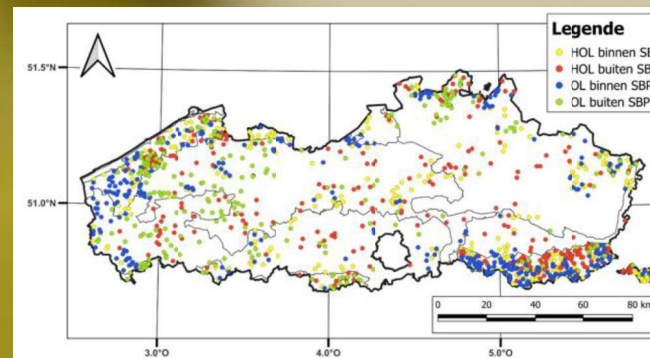 Legende
HOL binnen SB
HOL buiten SB
OL binnen SBP
OL buiten SBP
51.5°N
51.0°N
0 20 40 60 80 km
3.0°O 4.0°O 5.0°O